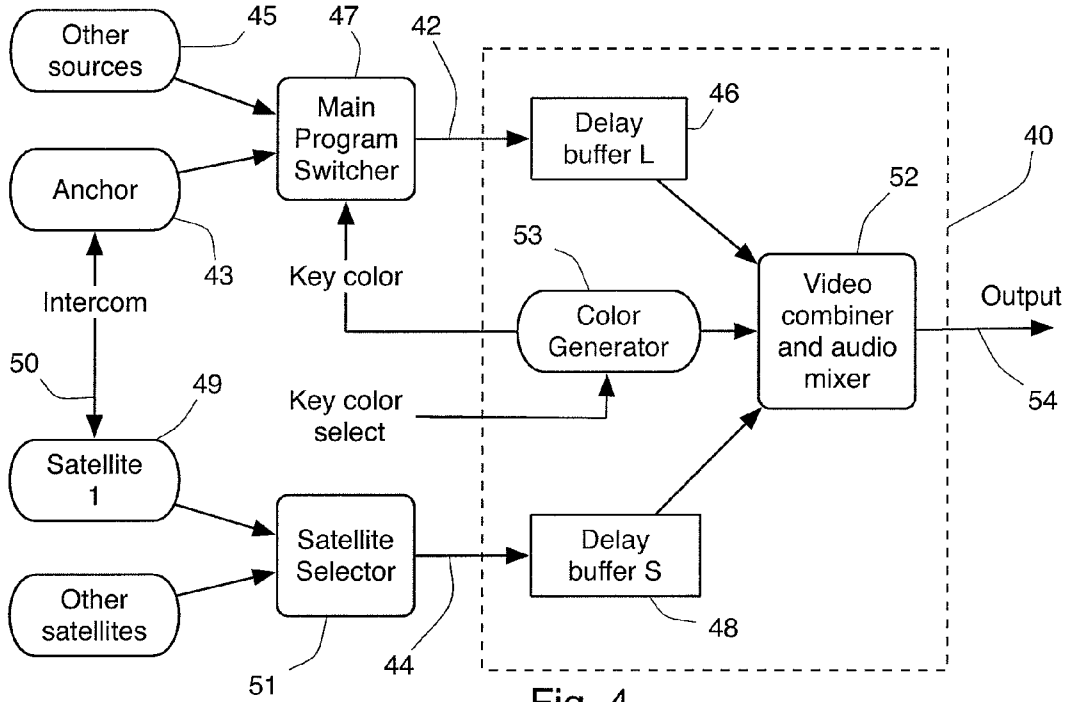 45
47
42
Other
sources
Main
Program
Switcher
Delay
buffer L
46
40
Anchor
52
43
53
Key color
Intercom
Color
Generator
Video
combiner
and audio
mixer
Output
50
49
Key color
select
54
Satellite
1
Satellite
Selector
Delay
buffer S
Other
satellites
48
44
51
Fig. 4